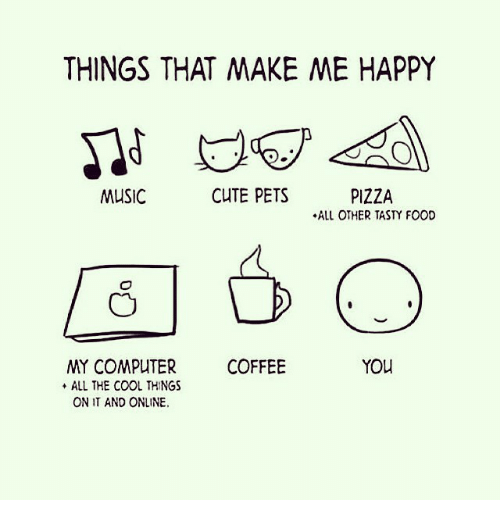 THINGS THAT MAKE ME HAPPY
MUSIC
CUTE PETS
PIZZA
+ALL OTHER TASTY FOOD
MY COMPUTER
+ ALL THE COOL THINGS
ON IT AND ONLINE.
COFFEE
YOU